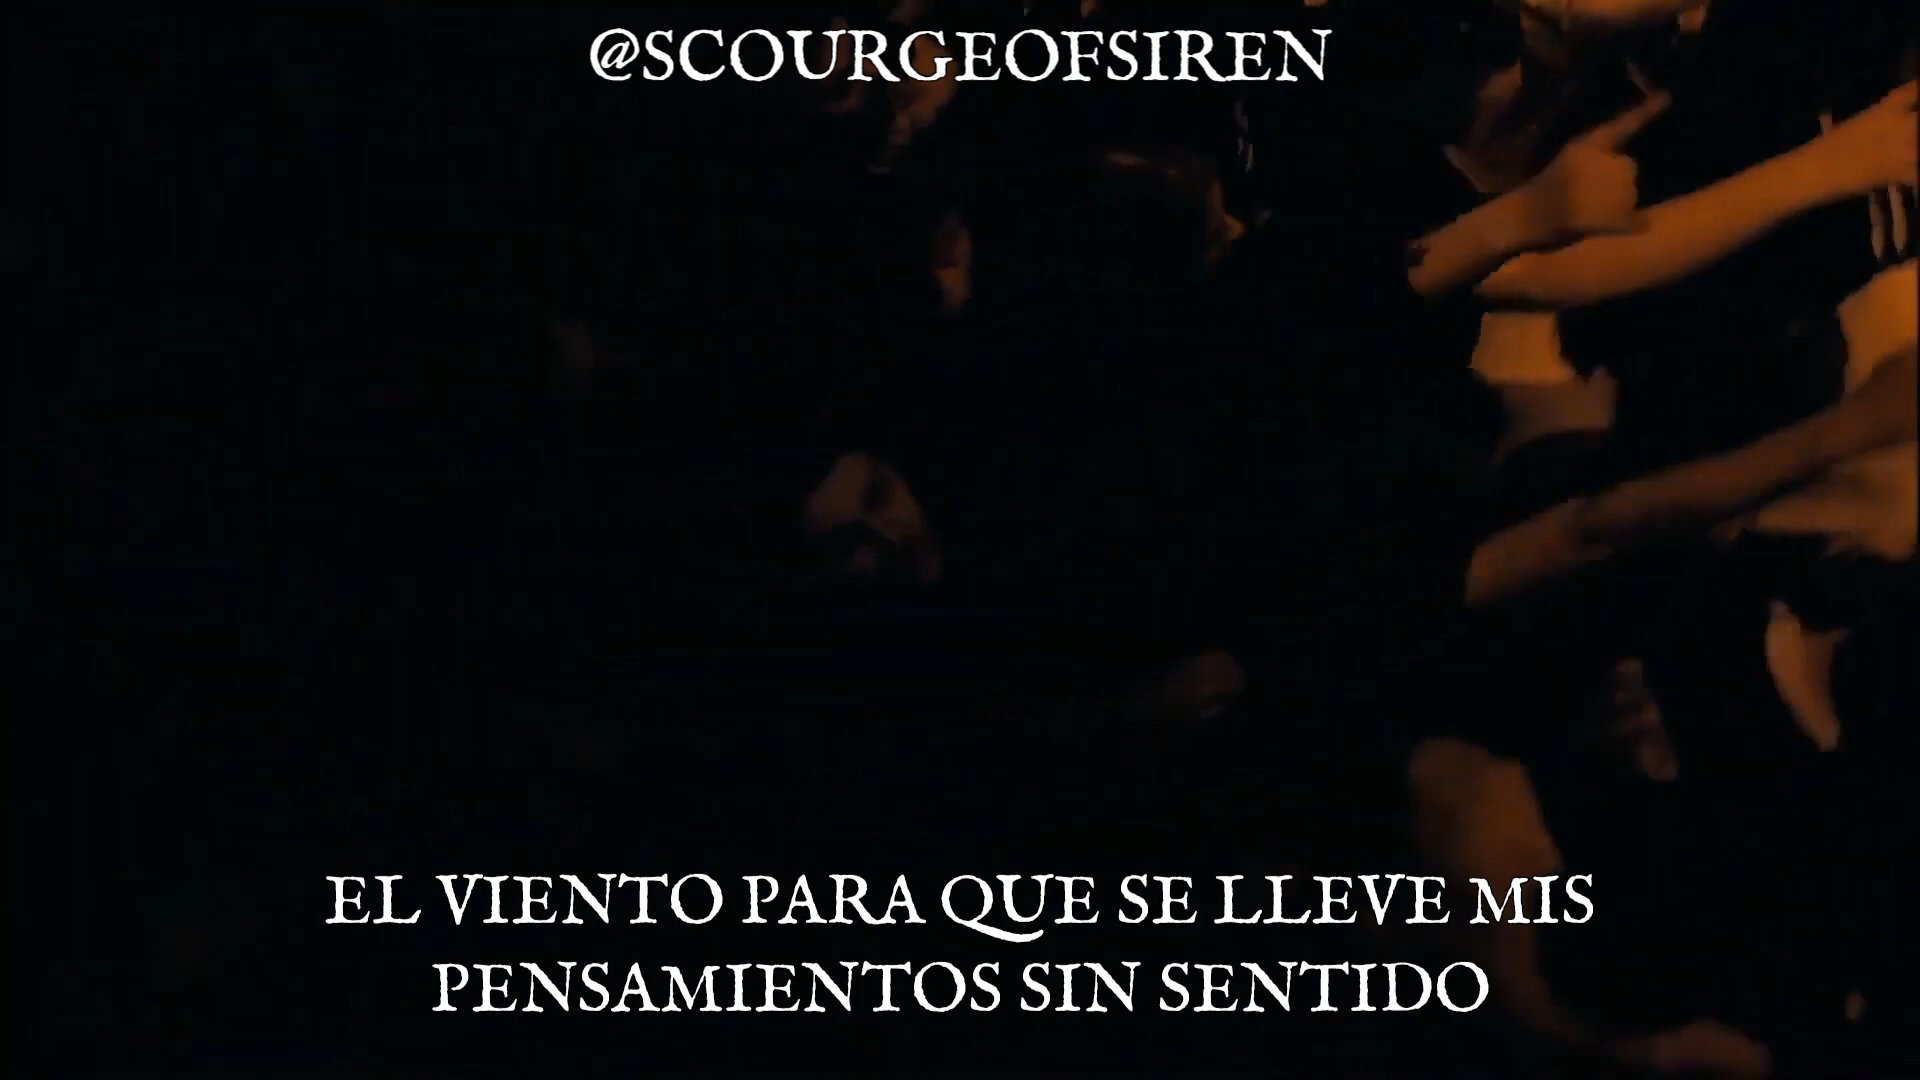 @SCOURGEOFSIREN
EL VIENTO PARA QUE SE LLEVE MIS
PENSAMIENTOS SIN SENTIDO